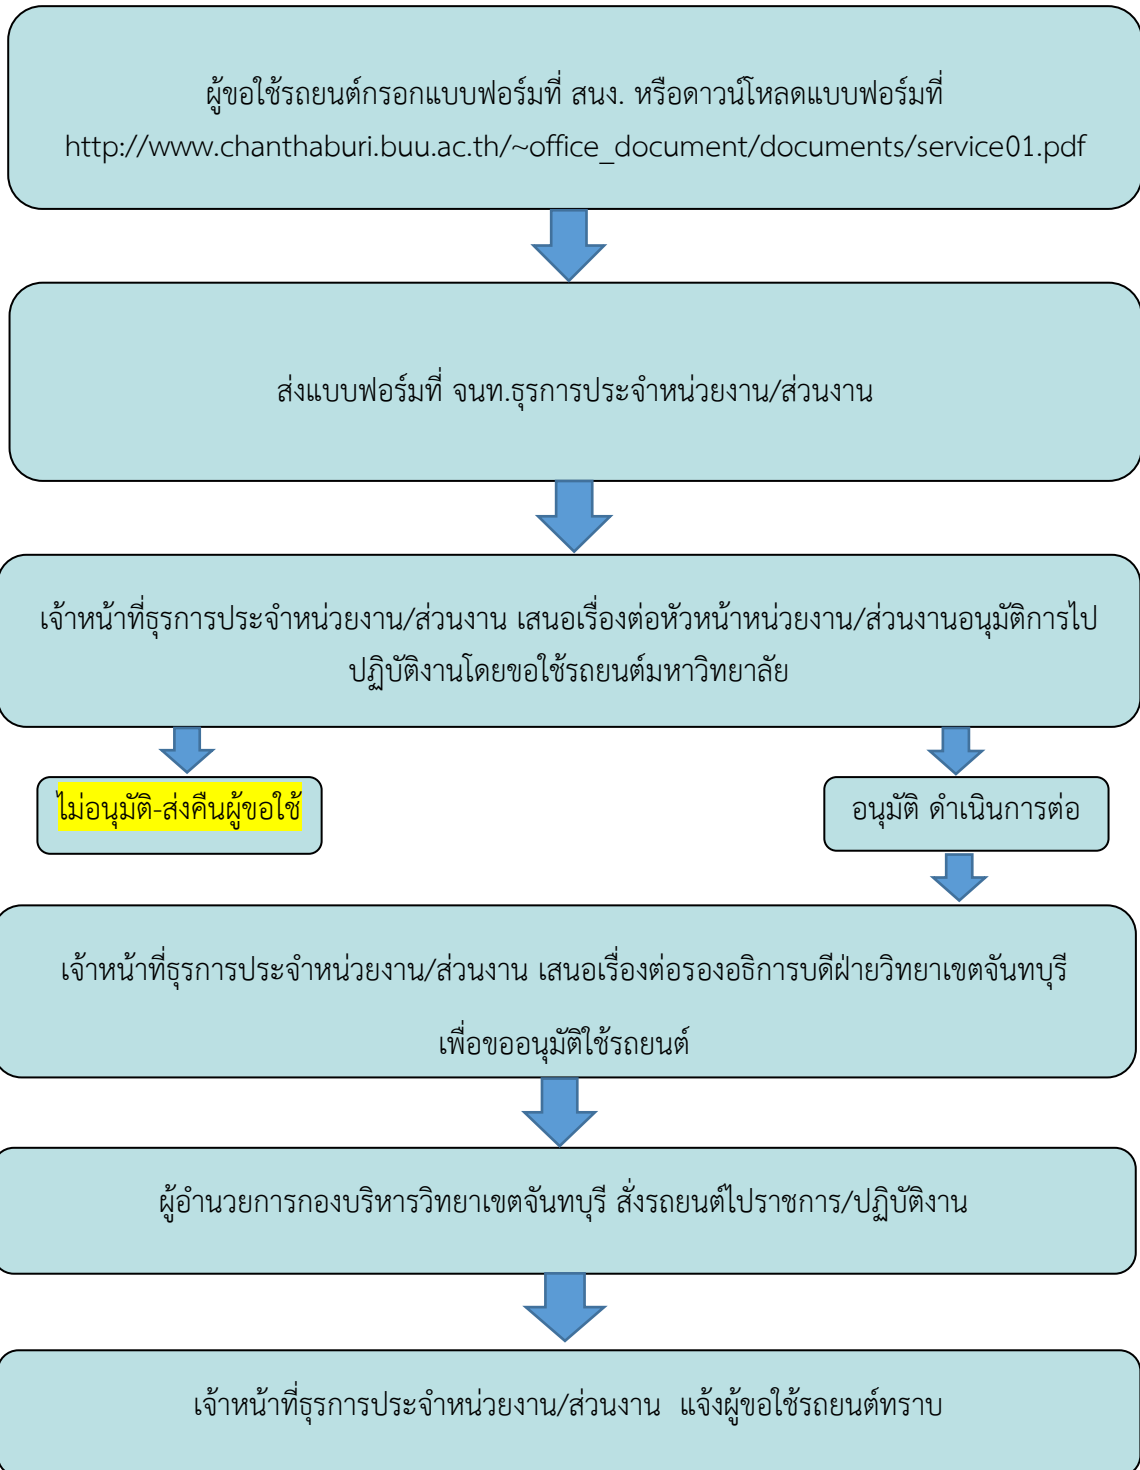 ผู้ขอใช้รถยนต์กรอกแบบฟอร์มที่ สนง. หรือดาวน์โหลดแบบฟอร์มที่
http://www.chanthaburi.buu.ac.th/~office_document/documents/service01.pdf
ส่งแบบฟอร์มที่ จนท.ธุรการประจำหน่วยงาน/ส่วนงาน
เจ้าหน้าที่ธุรการประจำหน่วยงาน/ส่วนงาน เสนอเรื่องต่อหัวหน้าหน่วยงาน/ส่วนงานอนุมัติการไป
ปฏิบัติงานโดยขอใช้รถยนต์มหาวิทยาลัย
ไม่อนุมัติ-ส่งคืนผู้ขอใช้
อนุมัติ ดำเนินการต่อ
เจ้าหน้าที่ธุรการประจำหน่วยงาน/ส่วนงาน เสนอเรื่องต่อรองอธิการบดีฝ่ายวิทยาเขตจันทบุรี
เพื่อขออนุมัติใช้รถยนต์
ผู้อำนวยการกองบริหารวิทยาเขตจันทบุรี สั่งรถยนต์ไปราชการ/ปฏิบัติงาน
เจ้าหน้าที่ธุรการประจำหน่วยงาน/ส่วนงาน แจ้งผู้ขอใช้รถยนต์ทราบ